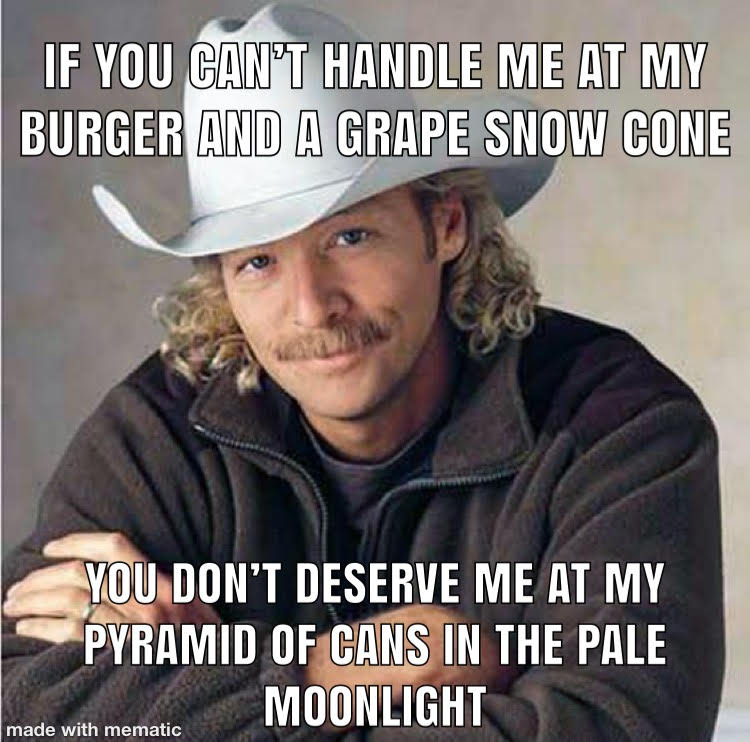 IF YOU CAN'T HANDLE ME AT MY
BURGER AND A GRAPE SNOW CONE
YOU DON'T DESERVE ME AT MY
PYRAMID OF CANS IN THE PALE
MOONLIGHT
made with mematic